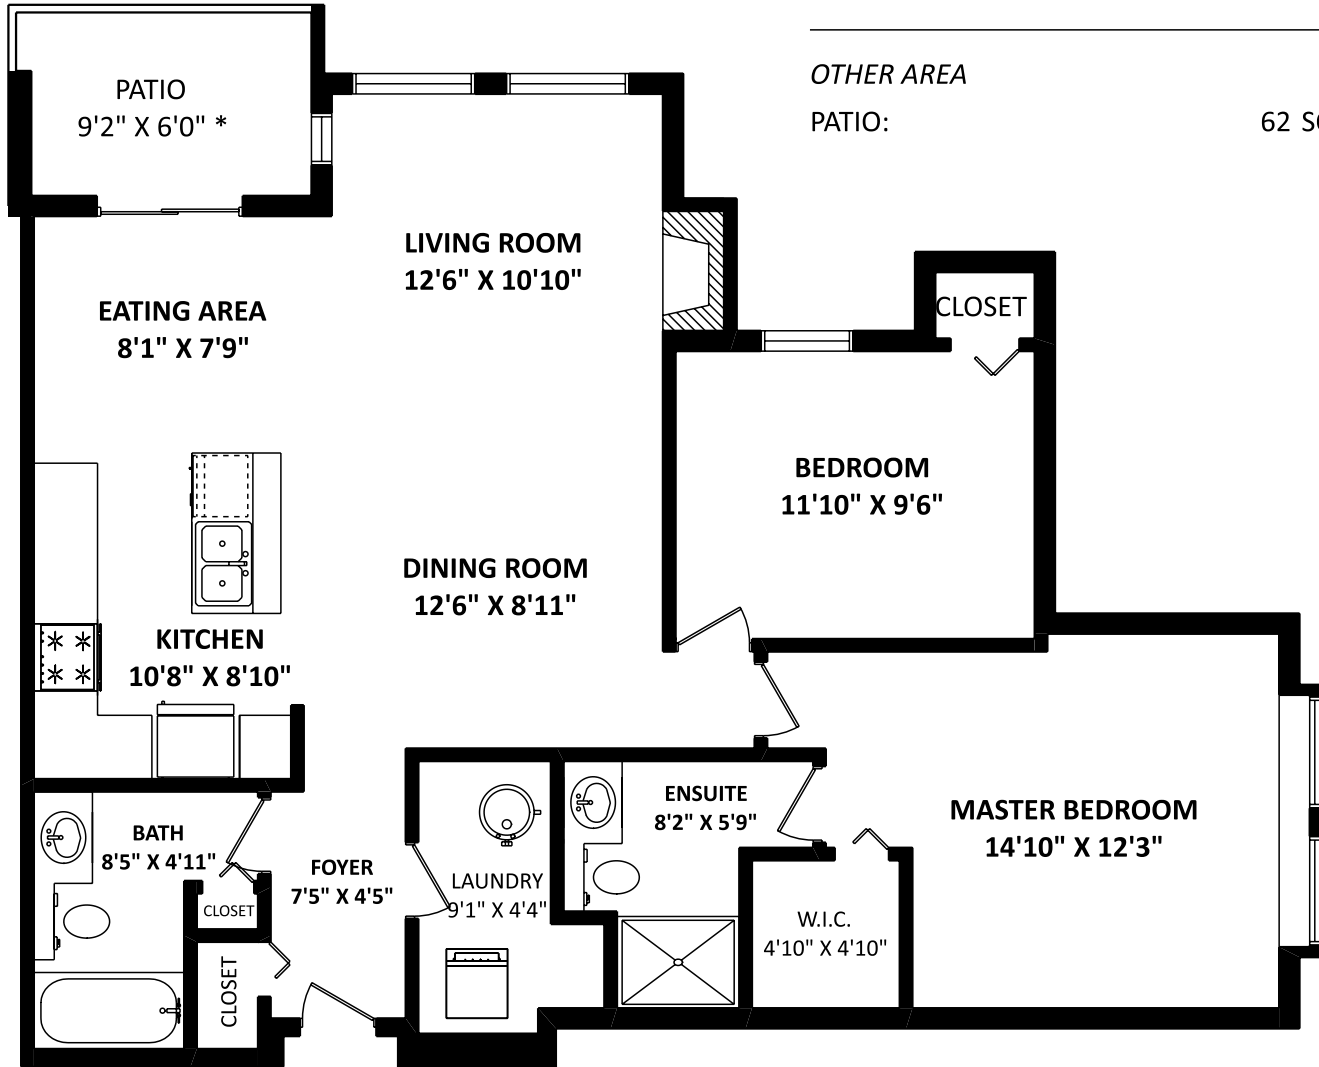 OTHER AREA
PATIO:
62 SQ
PATIO
9'2" X 6'0" *
LIVING ROOM
12'6" X 10'10"
EATING AREA
8'1" X 7'9"
CLOSET
BEDROOM
11'10" X 9'6"
DINING ROOM
12'6" X 8'11"
KITCHEN
10'8" X 8'10"
ENSUITE
8'2" X 5'9"
MASTER BEDROOM
14'10" X 12'3"
BATH
8'5" X 4'11"
FOYER
7'5" X 4'5"
LAUNDRY
9'1" X 4'4"
CLOSET
W.I.C.
4'10" X 4'10"
CLOSET